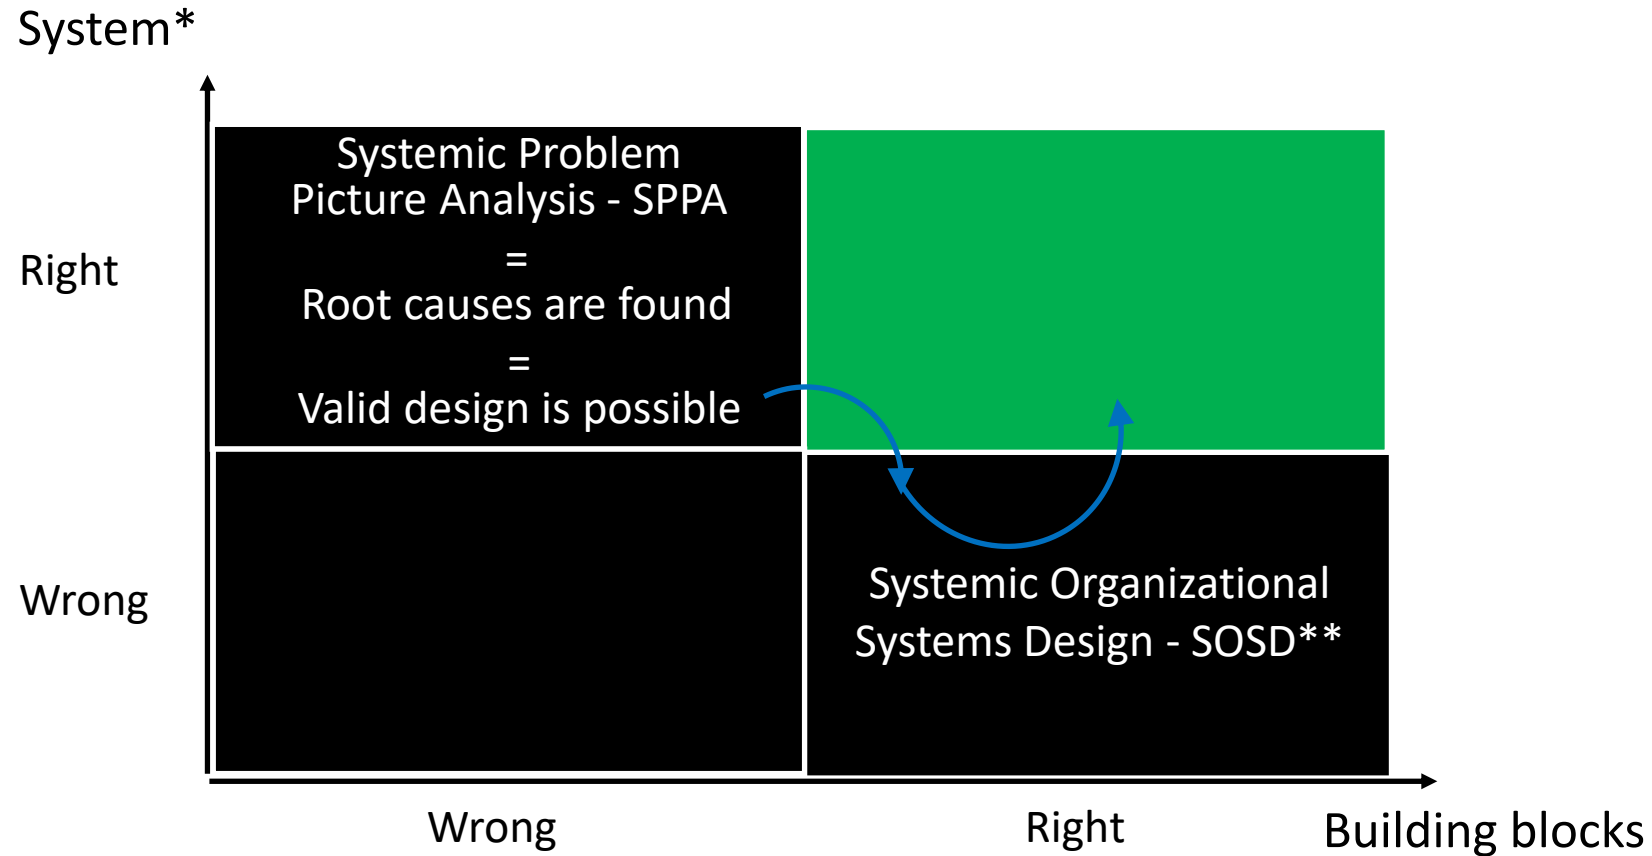 System*
Systemic Problem
Picture Analysis - SPPA
=
Root causes are found
=
Valid design is possible
Right
Systemic Organizational
Systems Design - SOSD**
Wrong
Wrong
Right
Building blocks